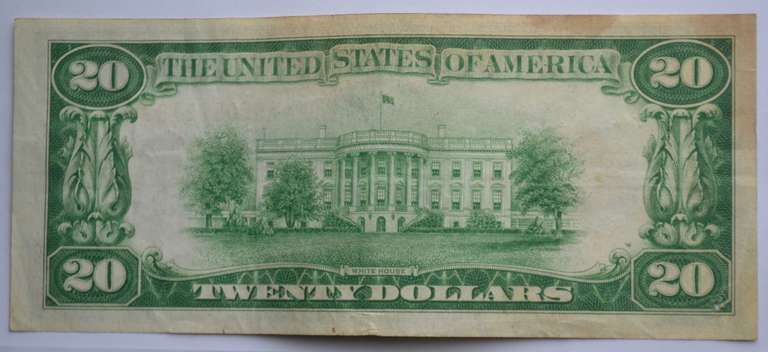 20 THE UNITED STATES OF AMERICA 20
WHITE HOUSE
20 TWENTY DOLLARS 20